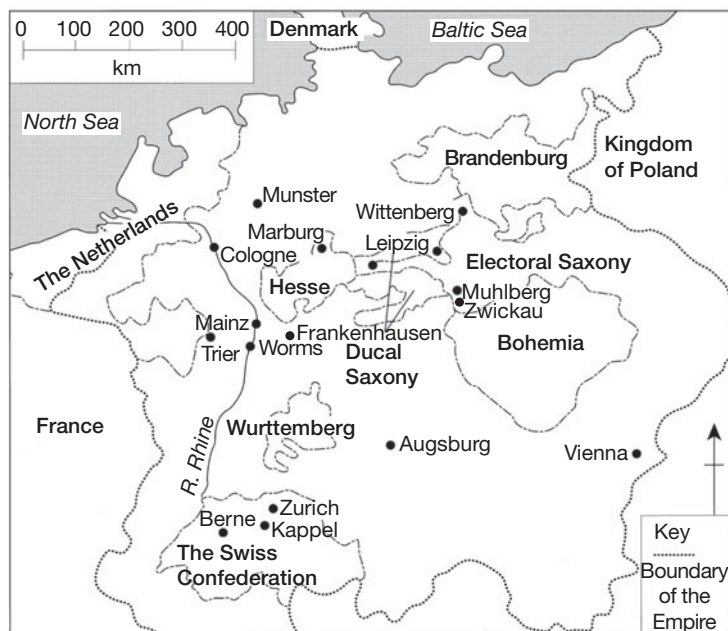 0 100 200 300 400
km
Denmark
Baltic Sea
North Sea
Kingdom
of Poland
Brandenburg
Munster
Wittenberg
The Netherlands
Marburg
Leipzig
Cologne
Electoral Saxony
Hesse
Muhlberg
Zwickau
Mainz
Frankenhausen
Trier
Worms
Ducal
Saxony
Bohemia
France
Wurttemberg
R. Rhine
Augsburg
Vienna
Zurich
Berne
Kappel
The Swiss
Confederation
Key
Boundary
of the
Empire